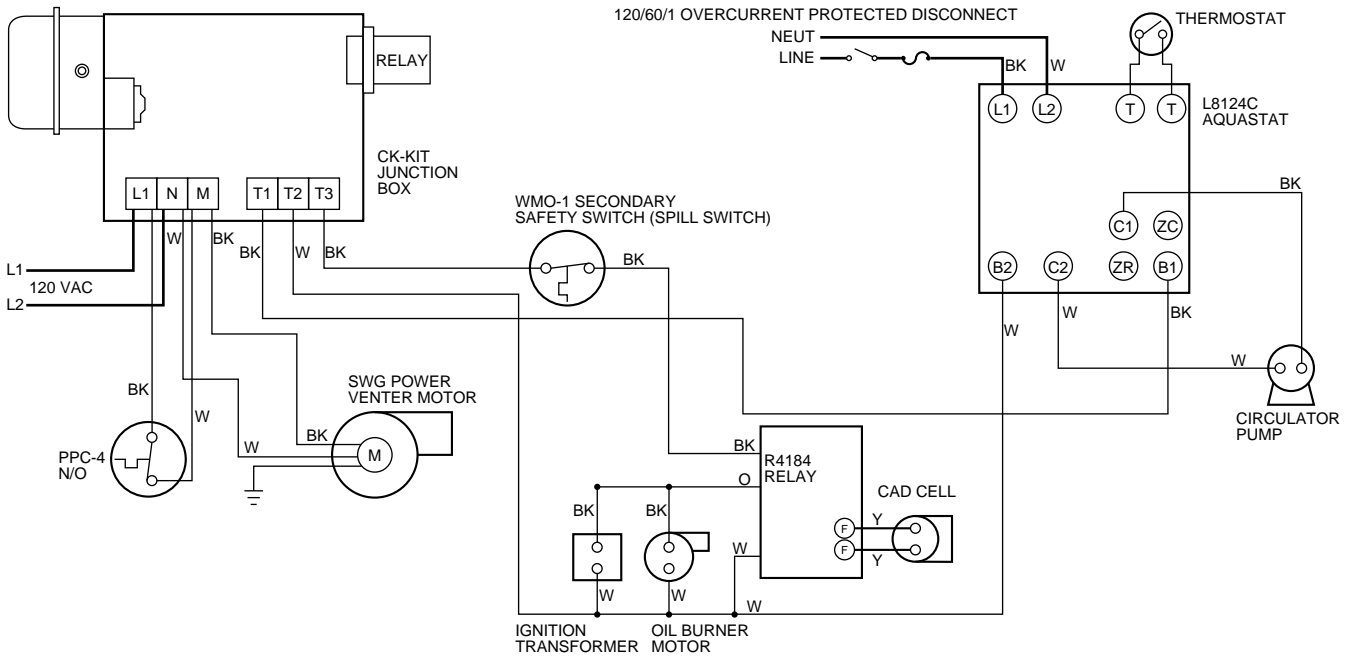 120/60/1 OVERCURRENT PROTECTED DISCONNECT
NEUT
LINE
BK
W
THERMOSTAT
L1
L2
T
T
L8124C
AQUASTAT
RELAY
CK-KIT
JUNCTION
BOX
L1
N
M
T1
T2
T3
W
BK
BK
W
BK
L1
120 VAC
L2
WMO-1 SECONDARY
SAFETY SWITCH (SPILL SWITCH)
BK
BK
C1
ZC
B2
C2
ZR
B1
W
W
BK
W
CIRCULATOR
PUMP
BK
W
PPC-4
N/O
SWG POWER
VENTER MOTOR
BK
W
M
BK
O
R4184
RELAY
CAD CELL
F
Y
F
Y
BK
BK
W
W
W
W
IGNITION
TRANSFORMER
OIL BURNER
MOTOR